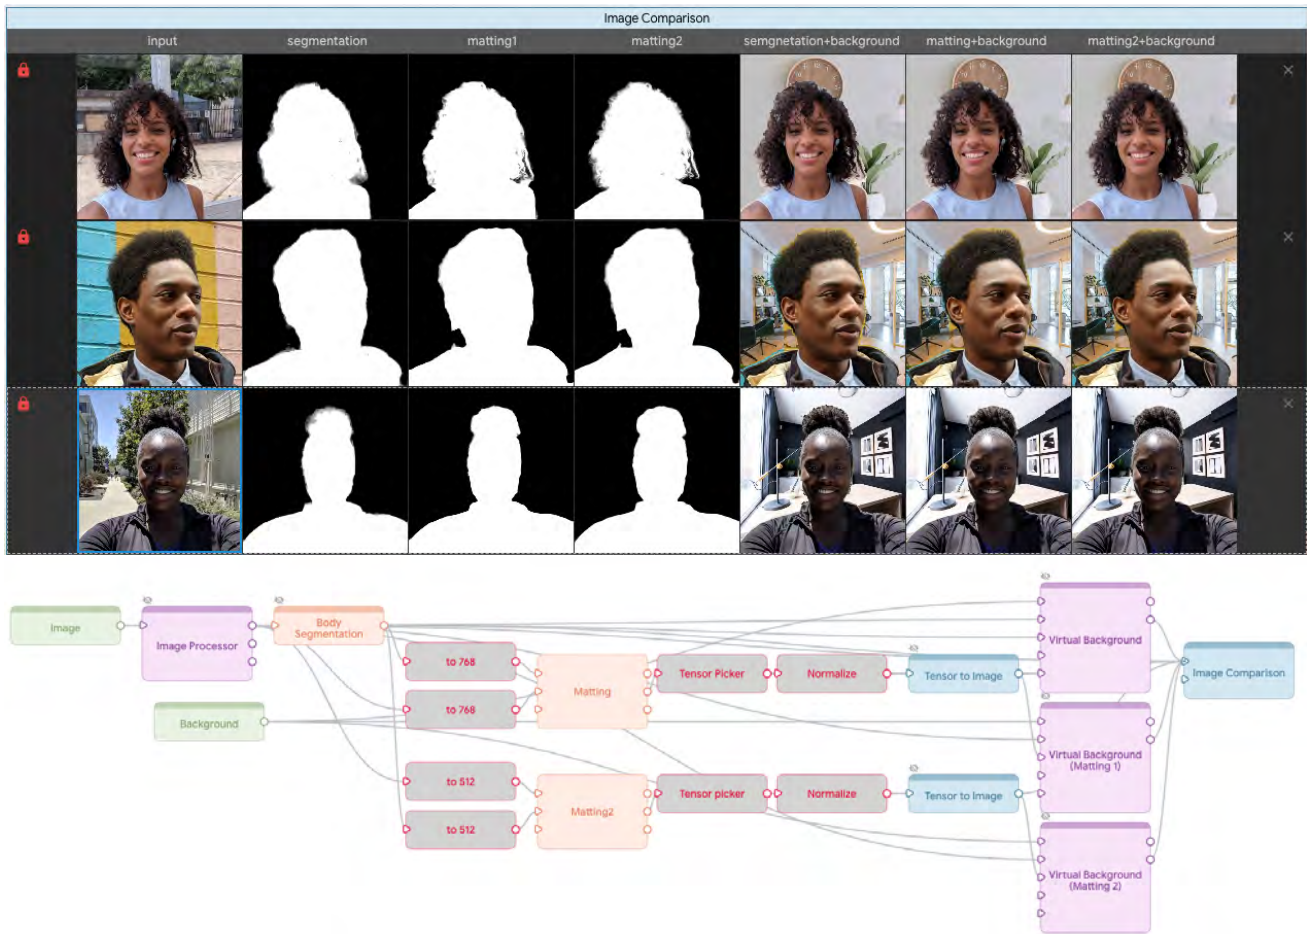 Image Comparison
input
segmentation
matting1
matting2
semgnetation+background
matting+background
matting2+background
Image
Image Processor
Body
Segmentation
Background
to 768
to 768
to 512
to 512
Matting
Matting2
Tensor Picker
Normalize
Tensor to Image
Tensor picker
Normalize
Tensor to Image
Virtual Background
Virtual Background
(Matting 1)
Virtual Background
(Matting 2)
Image Comparison